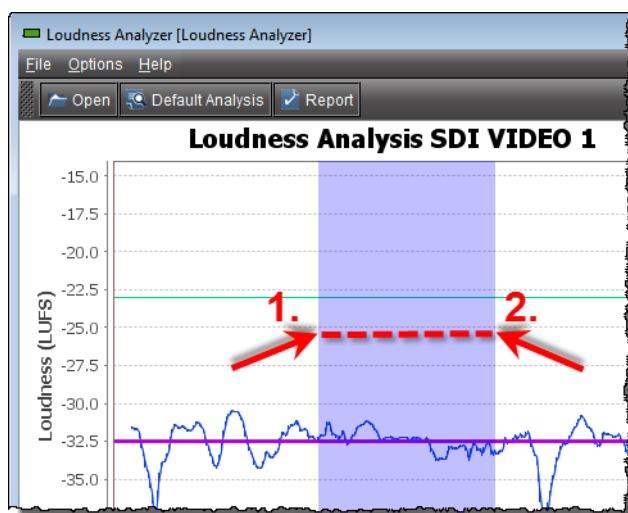 Loudness Analyzer [Loudness Analyzer]
File Options Help
Open Default Analysis Report
Loudness Analysis SDI VIDEO 1
-15.0
-17.5
-20.0
-22.5
1. 2.
-25.0
-27.5
-30.0
-32.5
-35.0
Loudness (LUFS)